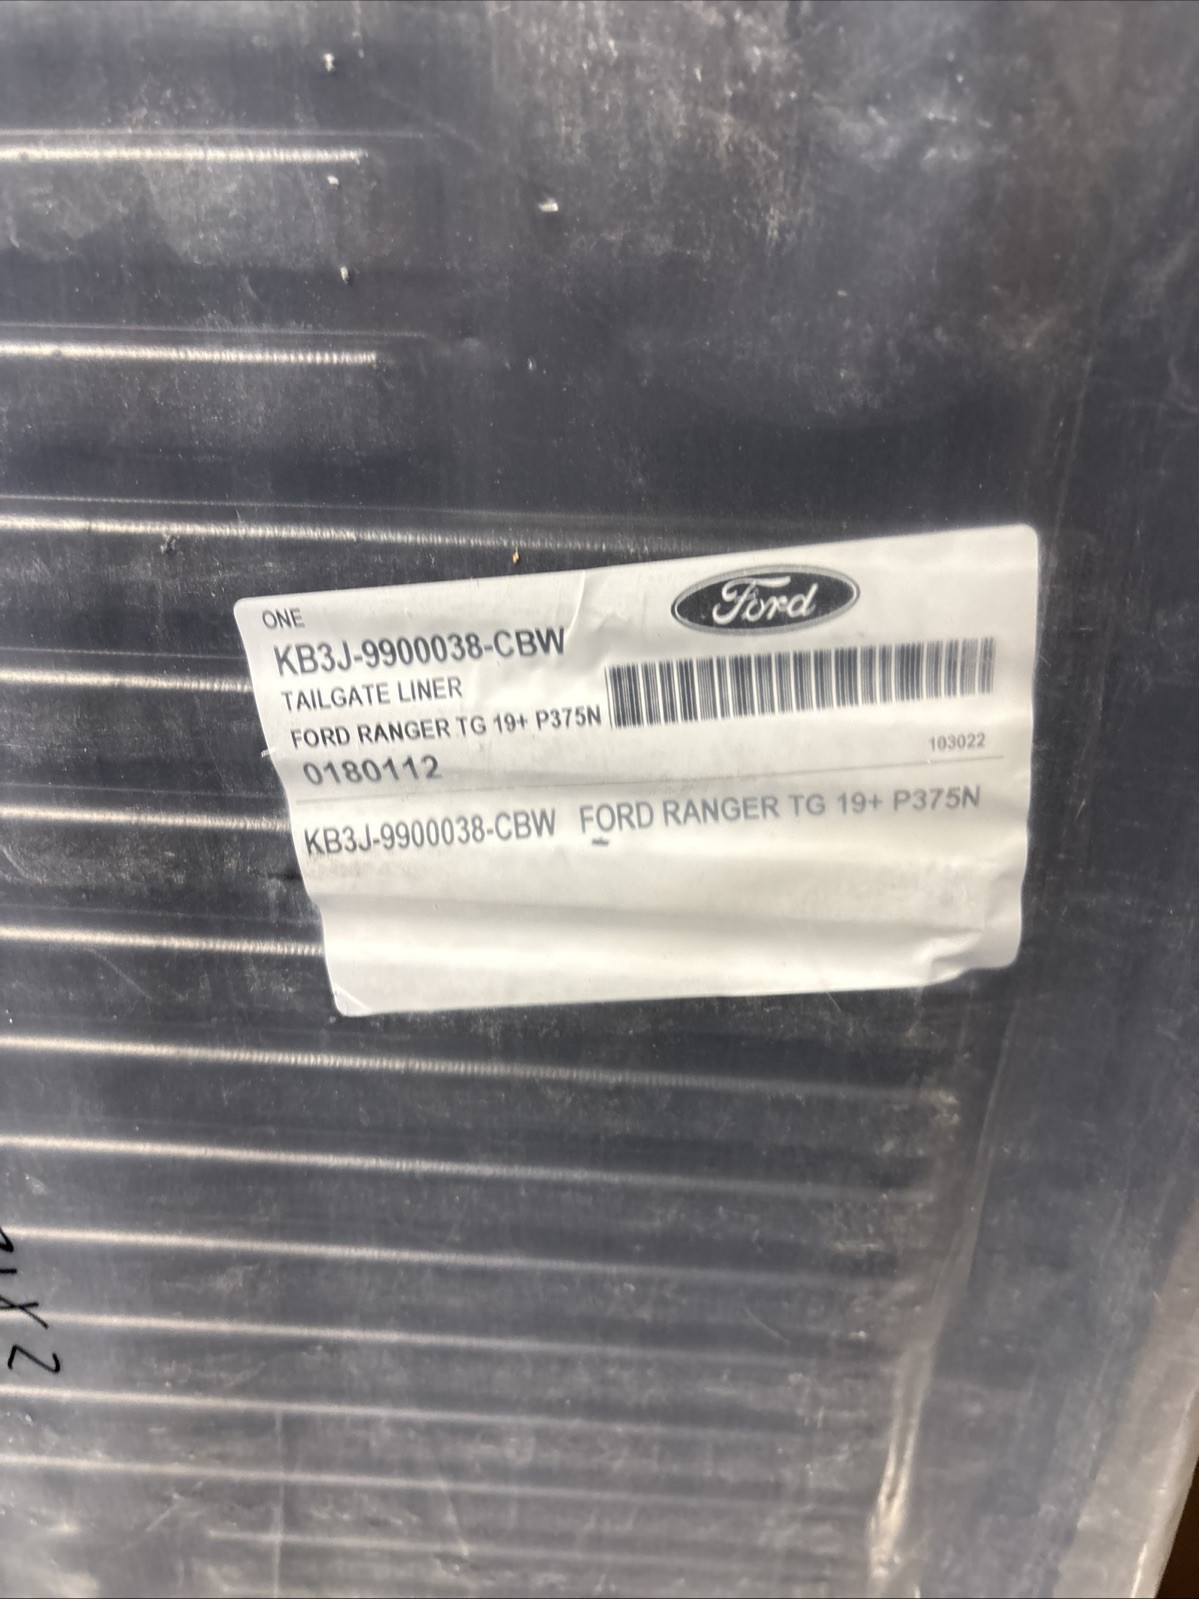 ONE
Ford
KB3J-9900038-CBW
TAILGATE LINER
FORD RANGER TG 19+ P375N
0180112
103022
KB3J-9900038-CBW FORD RANGER TG 19+ P375N